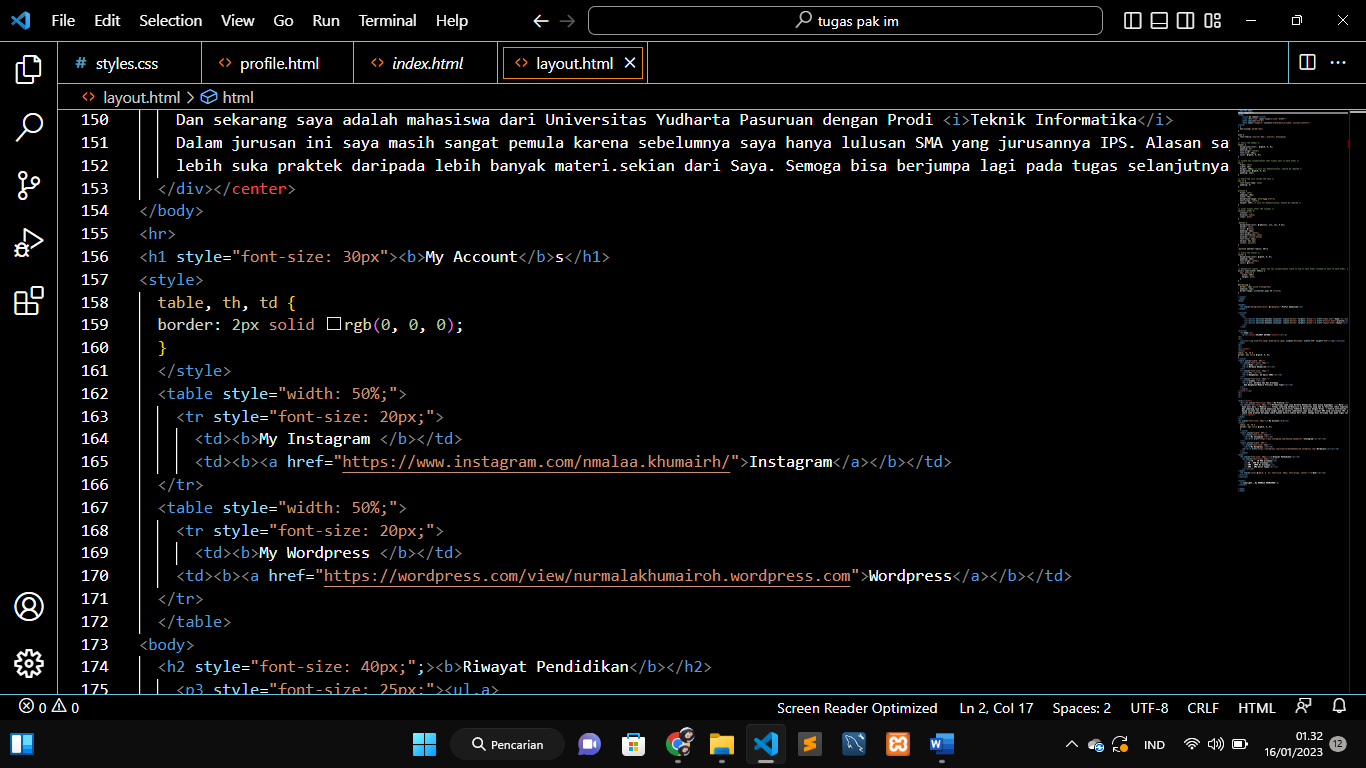 File Edit Selection View Go Run Terminal Help tugas pak im
# styles.css <> profile.html <> index.html <> layout.html
<> layout.html > html
150 Dan sekarang saya adalah mahasiswa dari Universitas Yudharta Pasuruan dengan Prodi <i>Teknik Informatika</i>
151 Dalam jurusan ini saya masih sangat pemula karena sebelumnya saya hanya lulusan SMA yang jurusannya IPS. Alasan sa
152 lebih suka praktek daripada lebih banyak materi.sekian dari Saya. Semoga bisa berjumpa lagi pada tugas selanjutnya
153 </div></center>
154 </body>
155 <hr>
156 <h1 style="font-size: 30px"><b>My Account</b>s</h1>
157 <style>
158 table, th, td {
159 border: 2px solid rgb(0, 0, 0);
160 }
161 </style>
162 <table style="width: 50%;">
163 <tr style="font-size: 20px;">
164 <td><b>My Instagram </b></td>
165 <td><b><a href="https://www.instagram.com/nmalaa.khumairh/">Instagram</a></b></td>
166 </tr>
167 <table style="width: 50%;">
168 <tr style="font-size: 20px;">
169 <td><b>My Wordpress </b></td>
170 <td><b><a href="https://wordpress.com/view/nurmalakhumairoh.wordpress.com">Wordpress</a></b></td>
171 </tr>
172 </table>
173 <body>
174 <h2 style="font-size: 40px;";><b>Riwayat Pendidikan</b></h2>
175 <p3 style="font-size: 25px;"><ul.a>
0 0 Screen Reader Optimized Ln 2, Col 17 Spaces: 2 UTF-8 CRLF HTML
Pencarian IND 01.32
16/01/2023 12